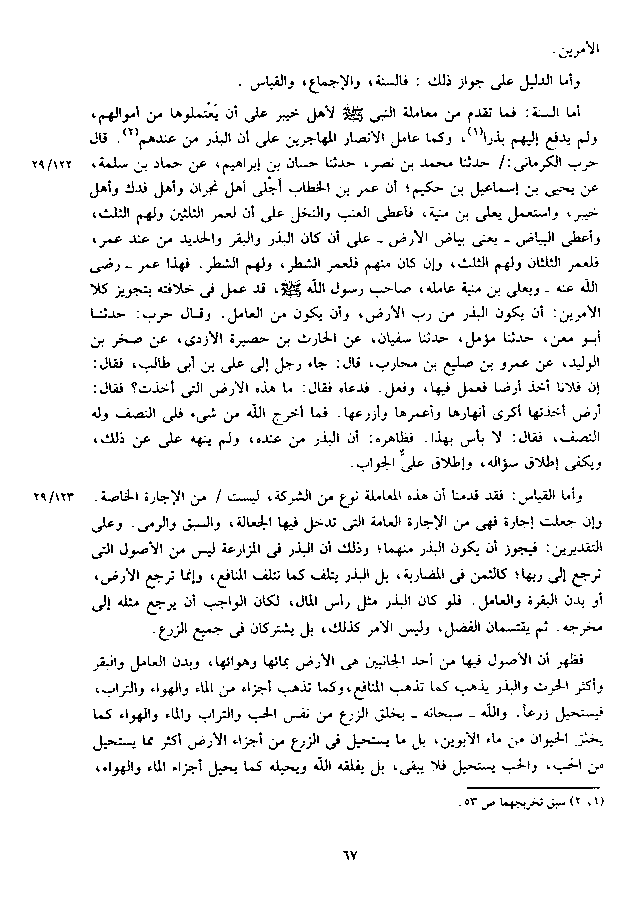 الأمرين.
وأما الدليل على جواز ذلك : فالسنة، والإجماع، والقياس .
أما السنة: فما تقدم من معاملة النبي ﷺ لأهل خيبر على أن يَعْتملوها من أموالهم،
ولم يدفع إليهم بذرا(١)، وكما عامل الأنصار المهاجرين على أن البذر من عندهم(٢). قال
٢٩/١٢٢ حرب الكرمانى:/ حدثنا محمد بن نصر، حدثنا حسان بن إبراهيم، عن حماد بن سلمة،
عن يحيى بن إسماعيل بن حكيم؛ أن عمر بن الخطاب أجْلى أهل نجران وأهل فدك وأهل
خيبر، واستعمل يعلى بن منية، فأعطى العنب والنخل على أن لعمر الثلثين ولهم الثلث،
وأعطى البياض ـ يعنى بياض الأرض ـ على أن كان البذر والبقر والحديد من عند عمر،
فلعمر الثلثان ولهم الثلث، وإن كان منهم فلعمر الشطر، ولهم الشطر. فهذا عمر ـ رضى
الله عنه ـ ويعلى بن منية عامله، صاحب رسول الله ﷺ، قد عمل فى خلافته بتجويز كلا
الأمرين: أن يكون البذر من رب الأرض، وأن يكون من العامل. وقال حرب: حدثنا
أبو معن، حدثنا مؤمل، حدثنا سفيان، عن الحارث بن حصيرة الأزدى، عن صخر بن
الوليد، عن عمرو بن صليع بن محارب، قال: جاء رجل إلى على بن أبى طالب، فقال:
إن فلانا أخذ أرضا فعمل فيها، وفعل. فدعاه فقال: ما هذه الأرض التى أخذت؟ فقال:
أرض أخذتها أكرى أنهارها وأعمرها وأزرعها. فما أخرج الله من شىء فلى النصف وله
النصف، فقال: لا بأس بهذا. فظاهره: أن البذر من عنده، ولم ينهه على عن ذلك،
ويكفى إطلاق سؤاله، وإطلاق علىٌّ الجواب.
٢٩/١٢٣ وأما القياس: فقد قدمنا أن هذه المعاملة نوع من الشركة، ليست / من الإجارة الخاصة.
وإن جعلت إجارة فهى من الإجارة العامة التى تدخل فيها الجعالة، والسبق والرمى. وعلى
التقديرين: فيجوز أن يكون البذر منهما؛ وذلك أن البذر فى المزارعة ليس من الأصول التى
ترجع إلى ربها؛ كالثمن فى المضاربة، بل البذر يتلف كما تتلف المنافع، وإنما ترجع الأرض،
أو بدن البقرة والعامل. فلو كان البذر مثل رأس المال، لكان الواجب أن يرجع مثله إلى
مخرجه. ثم يقتسمان الفضل، وليس الأمر كذلك، بل يشتركان فى جميع الزرع.
فظهر أن الأصول فيها من أحد الجانبين هى الأرض بمائها وهوائها، وبدن العامل والبقر
وأكثر الحرث والبذر يذهب كما تذهب المنافع،وكما تذهب أجزاء من الماء والهواء والتراب،
فيستحيل زرعاً. والله ـ سبحانه ـ يخلق الزرع من نفس الحب والتراب والماء والهواء كما
يخلق الحيوان من ماء الأبوين، بل ما يستحيل فى الزرع من أجزاء الأرض أكثر مما يستحيل
من الحب، والحب يستحيل فلا يبقى، بل يفلقه الله ويحيله كما يحيل أجزاء الماء والهواء،
(١، ٢) سبق تخريجهما ص ٥٣.
٦٧